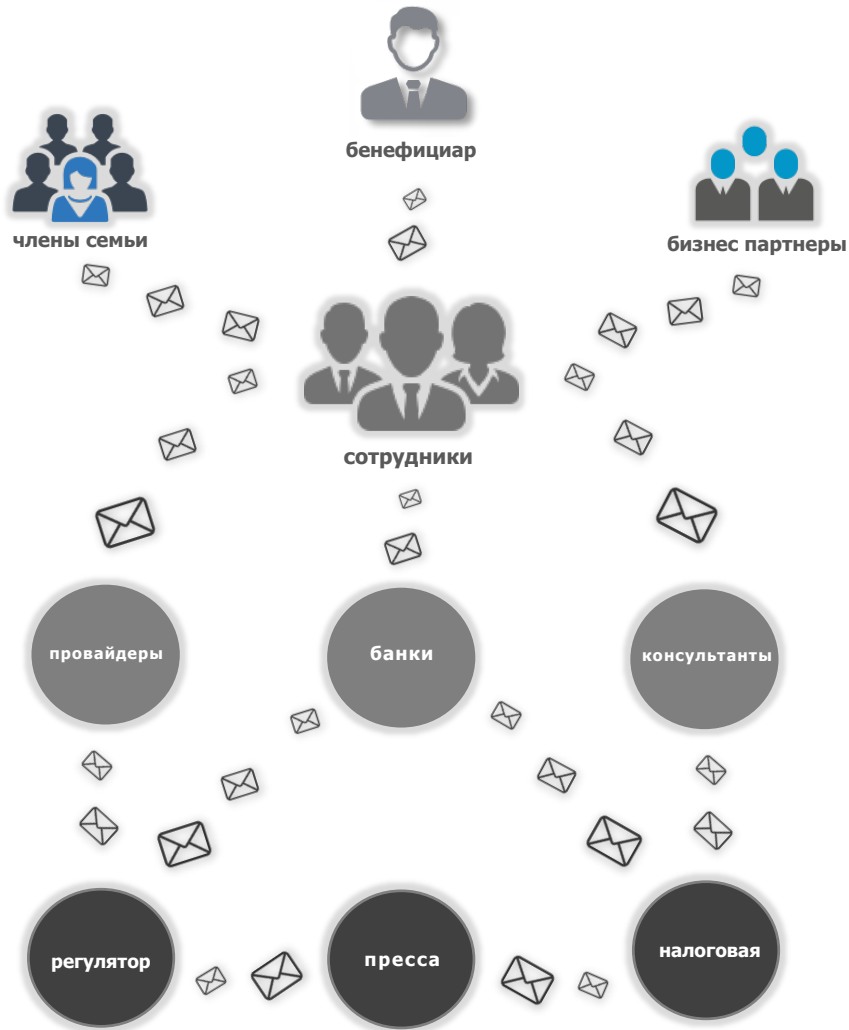 бенефициар
члены семьи
бизнес партнеры
сотрудники
провайдеры
банки
консультанты
регулятор
пресса
налоговая